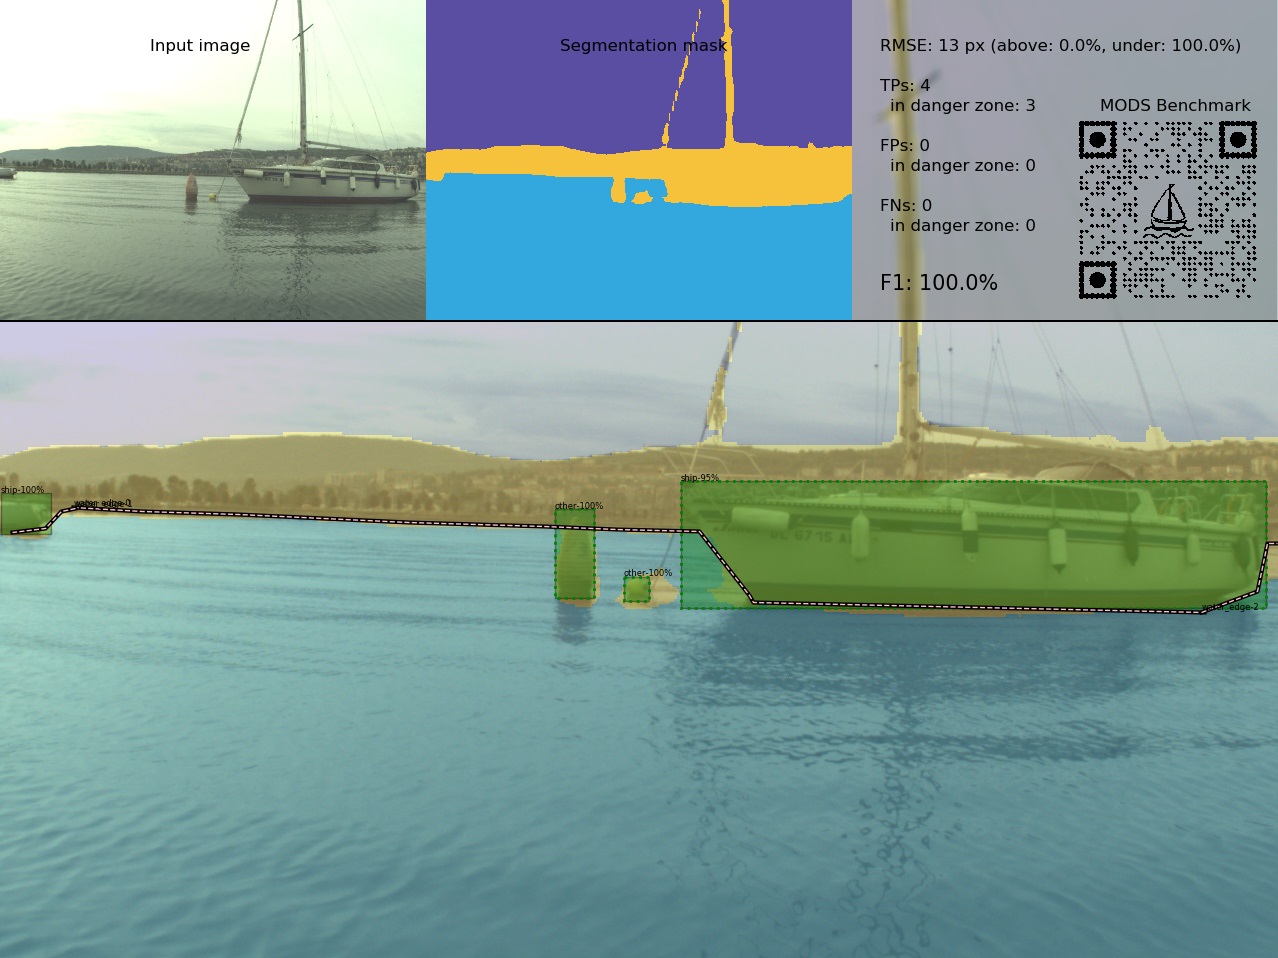 Input image
Segmentation mask
RMSE: 13 px (above: 0.0%, under: 100.0%)
TPs: 4
in danger zone: 3
MODS Benchmark
FPs: 0
in danger zone: 0
FNs: 0
in danger zone: 0
F1: 100.0%
ship-95%
ship-100%
other-100%
other-100%
water_edge-2